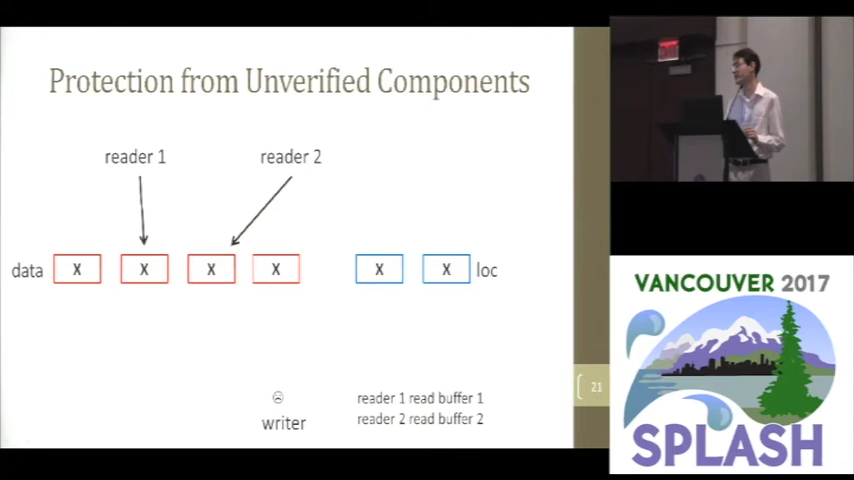 Protection from Unverified Components
reader 1
reader 2
data
X
X
X
X
X
X
loc
21
☹
writer
reader 1 read buffer 1
reader 2 read buffer 2
VANCOUVER 2017
SPLASH